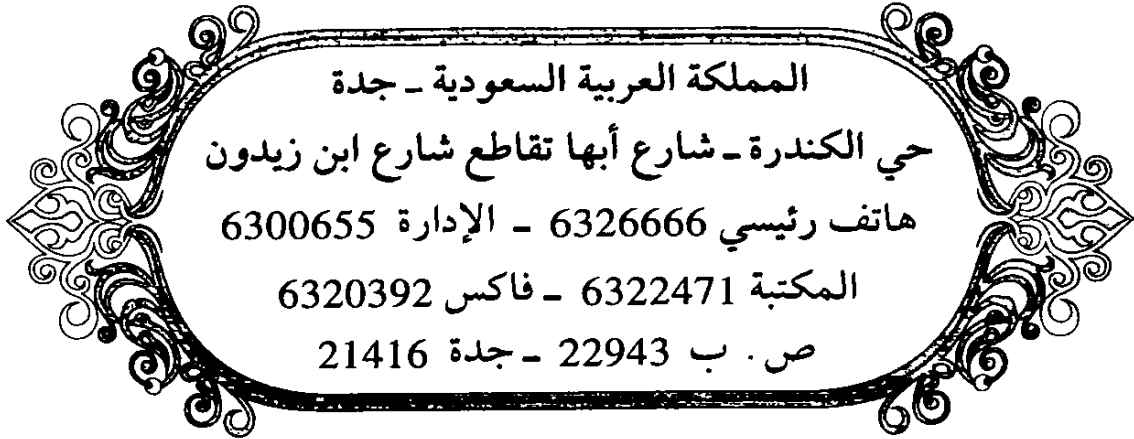 المملكة العربية السعودية - جدة
حي الكندرة - شارع أبها تقاطع شارع ابن زيدون
هاتف رئيسي 6326666 - الإدارة 6300655
المكتبة 6322471 - فاكس 6320392
ص . ب 22943 - جدة 21416